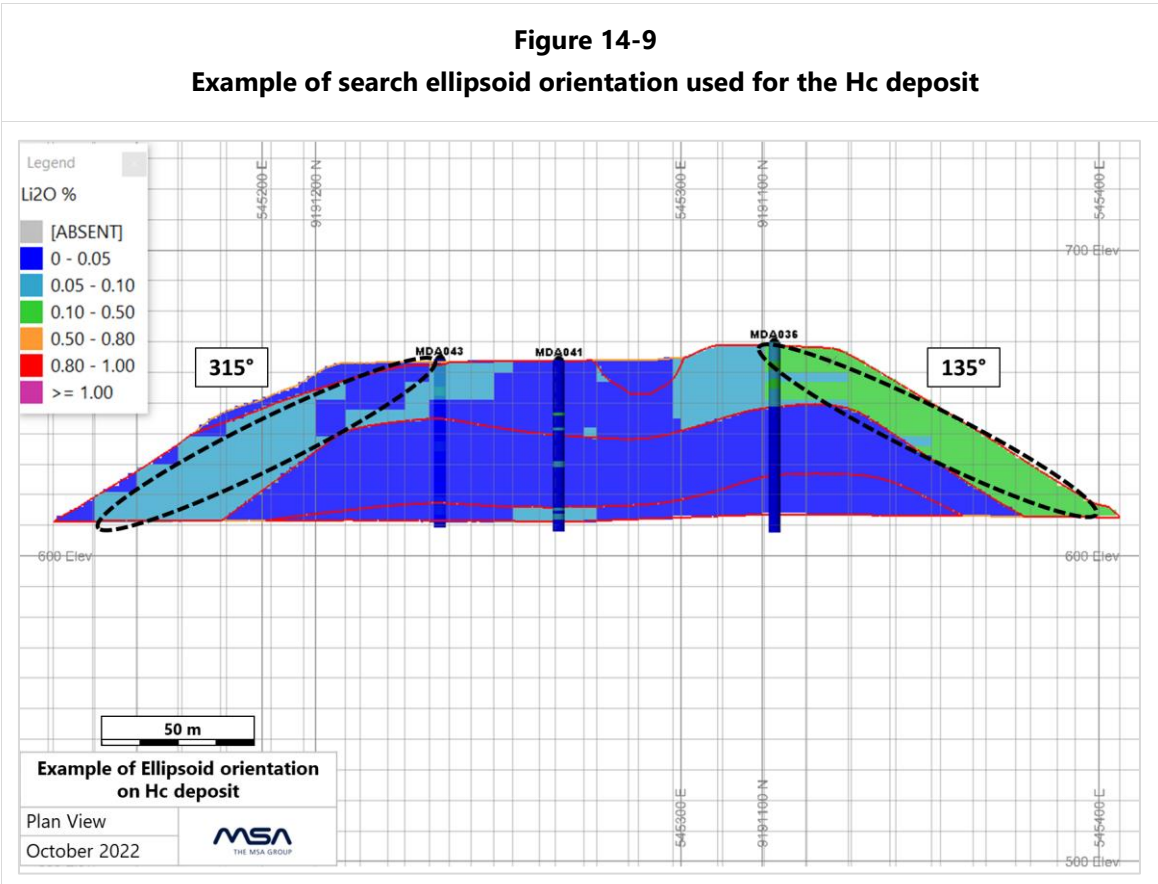 Figure 14-9
Example of search ellipsoid orientation used for the Hc deposit
Legend
Li2O %
[ABSENT]
0 - 0.05
0.05 - 0.10
0.10 - 0.50
0.50 - 0.80
0.80 - 1.00
>= 1.00
545200 E
9191200 N
545300 E
9191100 N
545400 E
700 Elev
MDA043
MDA041
MDA036
315°
135°
600 Elev
600 Elev
50 m
Example of Ellipsoid orientation
on Hc deposit
Plan View
October 2022
MSA
THE MSA GROUP
545300 E
9191100 N
545400 E
500 Elev